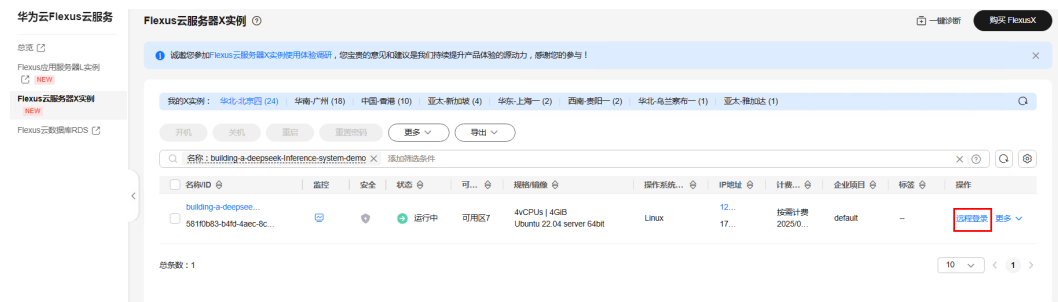 华为云Flexus云服务
总览
Flexus应用服务器L实例
NEW
Flexus云服务器X实例
NEW
Flexus云数据库RDS
Flexus云服务器X实例
一键诊断
购买 FlexusX
诚邀您参加Flexus云服务器X实例使用体验调研，您宝贵的意见和建议是我们持续提升产品体验的源动力，感谢您的参与！
我的X实例： 华北-北京四 (24) 华南-广州 (18) 中国-香港 (10) 亚太-新加坡 (4) 华东-上海一 (2) 西南-贵阳一 (2) 华北-乌兰察布一 (1) 亚太-雅加达 (1)
开机 关机 重启 重置密码 更多 导出
名称：building-a-deepseek-Inference-system-demo 添加筛选条件
名称/ID 监控 安全 状态 可... 规格/镜像 操作系统... IP地址 计费... 企业项目 标签 操作
building-a-deepsee...
581f0b83-b4fd-4aec-8c...
运行中
可用区7
4vCPUs | 4GiB
Ubuntu 22.04 server 64bit
Linux
12...
17...
按需计费
2025/0...
default
--
远程登录 更多
总条数：1
10 1